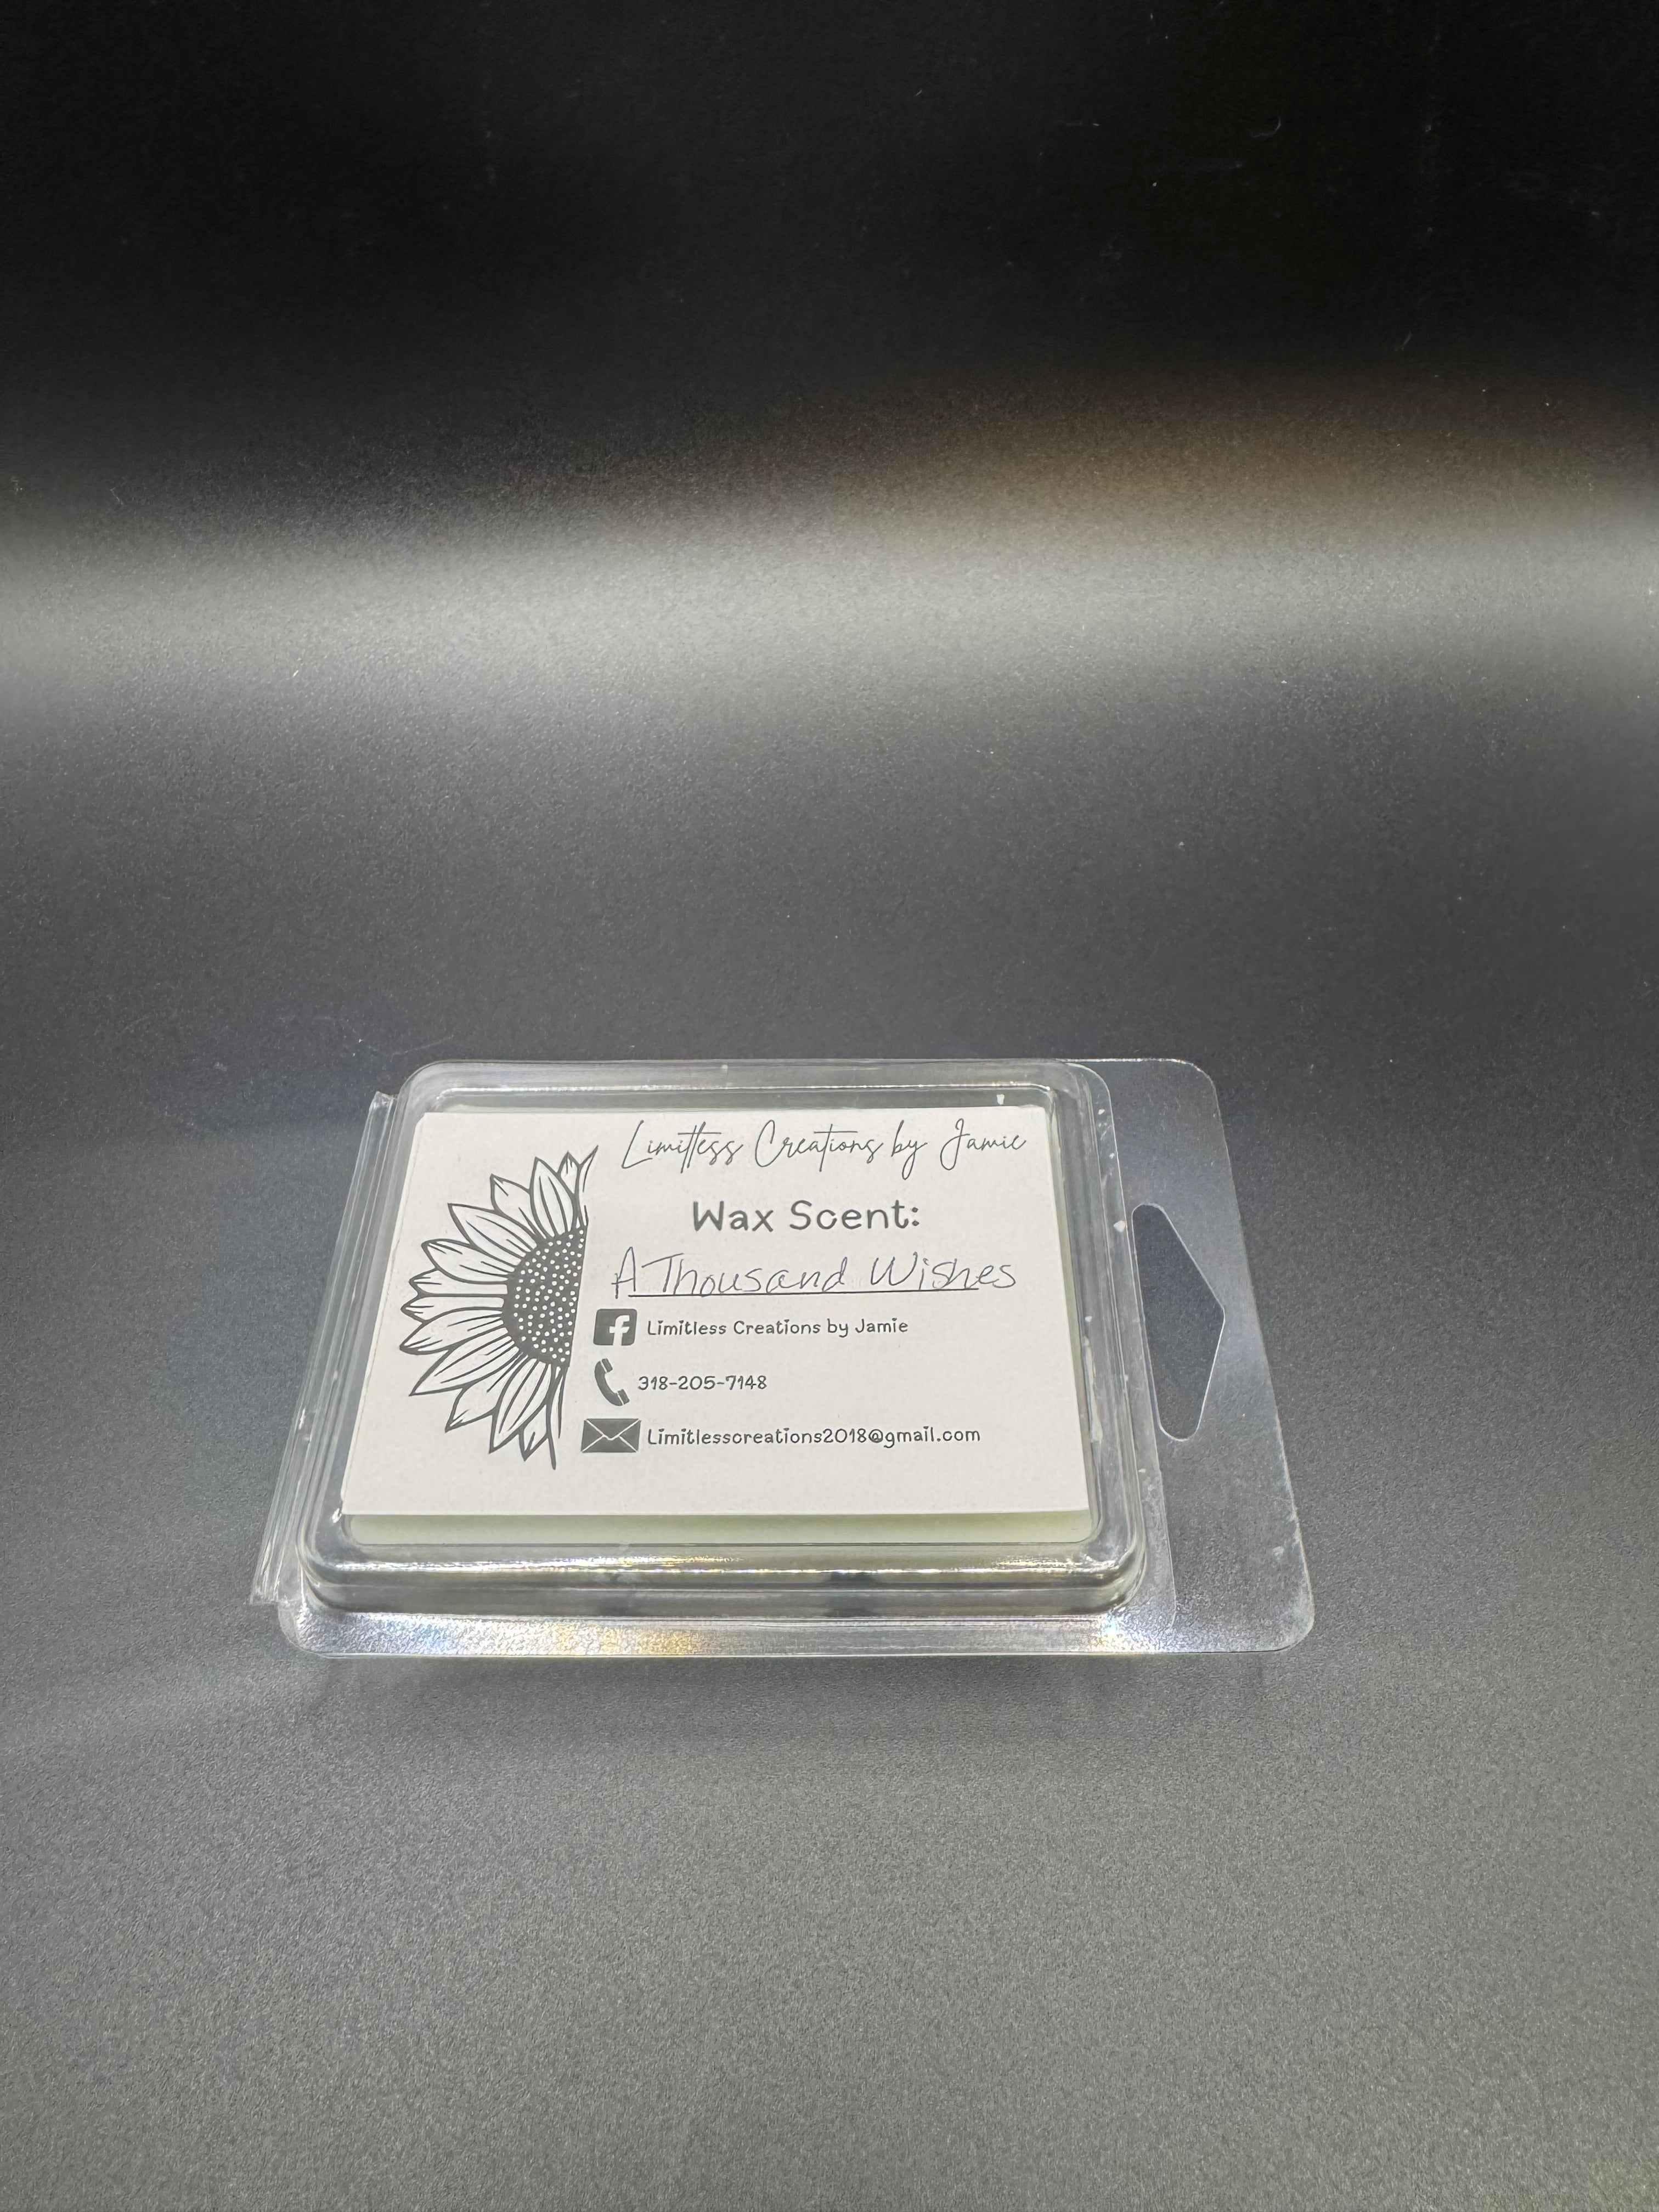 Limitless Creations by Jamie
Wax Scent:
A Thousand Wishes
Limitless Creations by Jamie
318-205-7148
Limitlesscreations2018@gmail.com